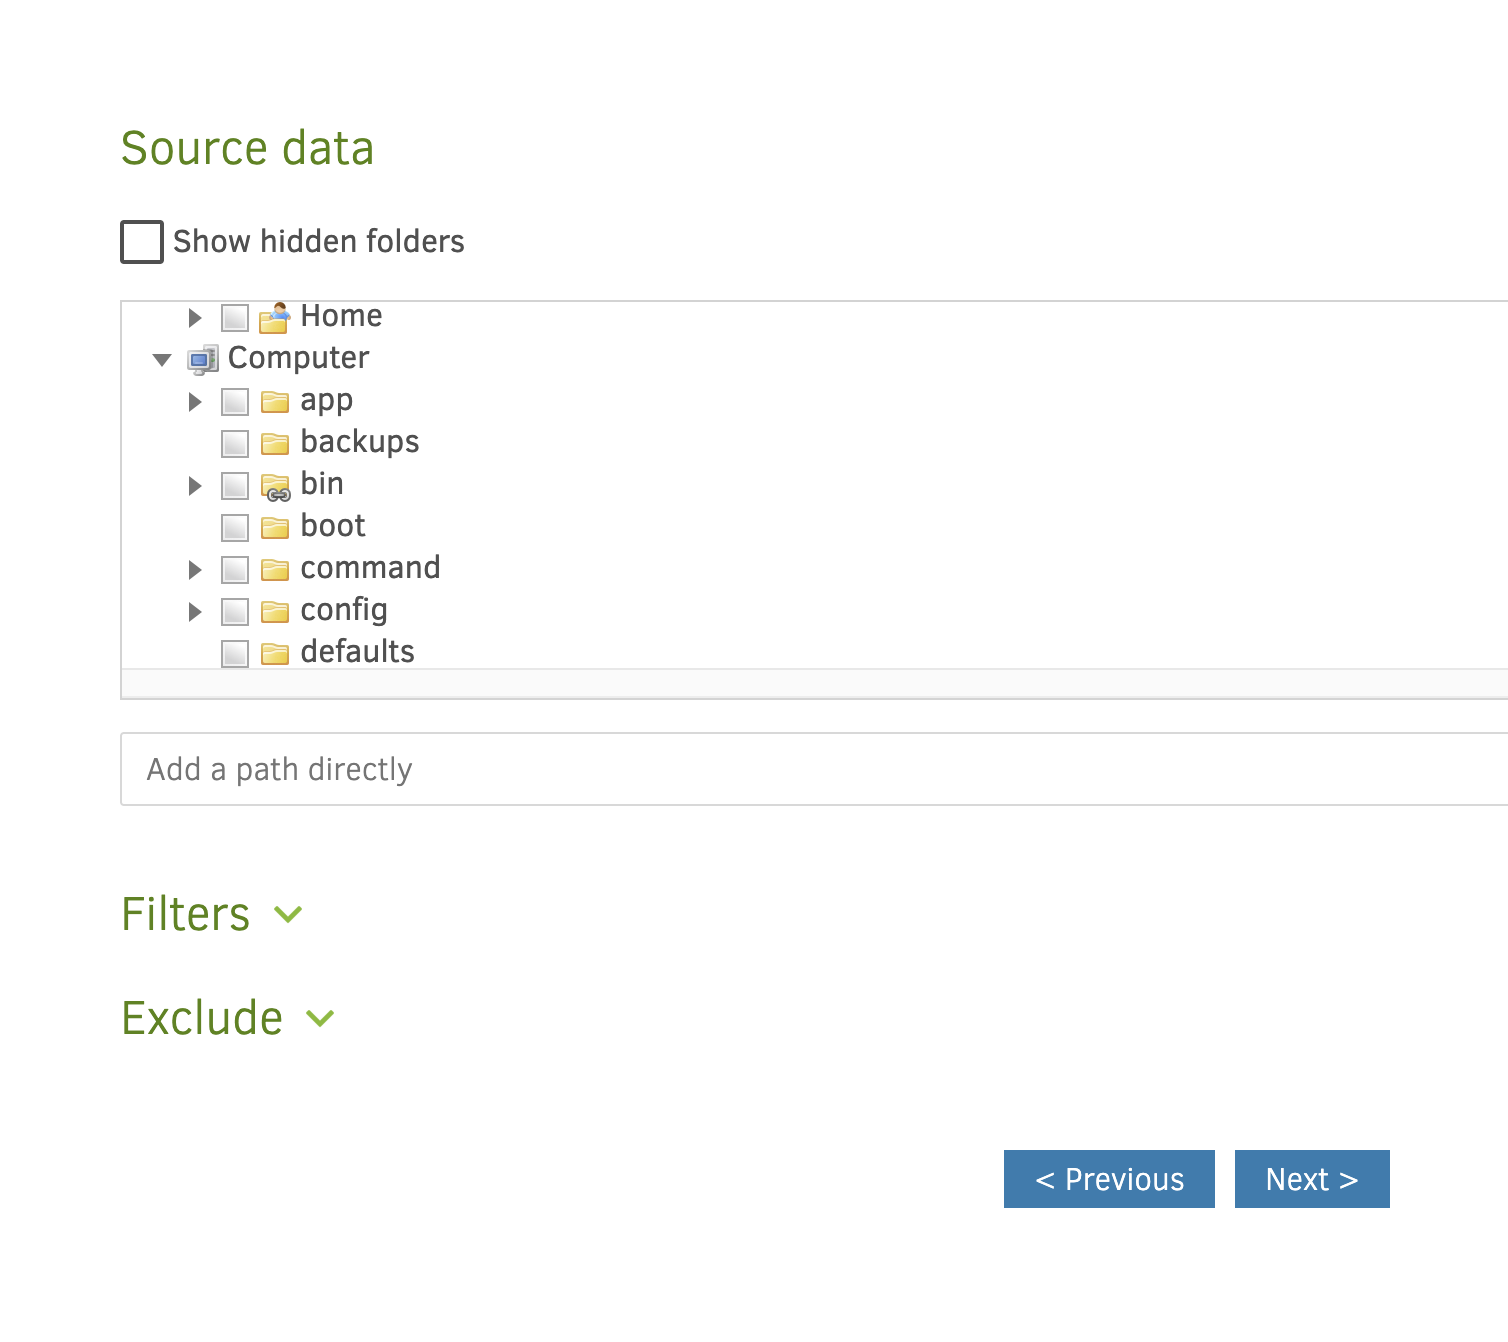 Source data
Show hidden folders
Home
Computer
app
backups
bin
boot
command
config
defaults
Add a path directly
Filters
Exclude
< Previous
Next >